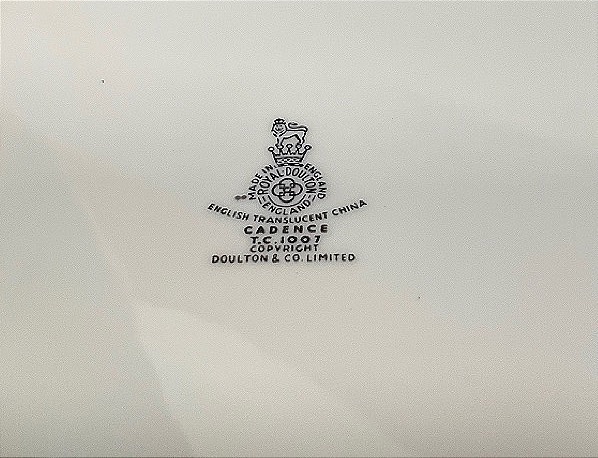 MADE IN ENGLAND
ROYAL·DOULTON
ENGLAND
ENGLISH TRANSLUCENT CHINA
CADENCE
T.C.1007
COPYRIGHT
DOULTON & CO. LIMITED